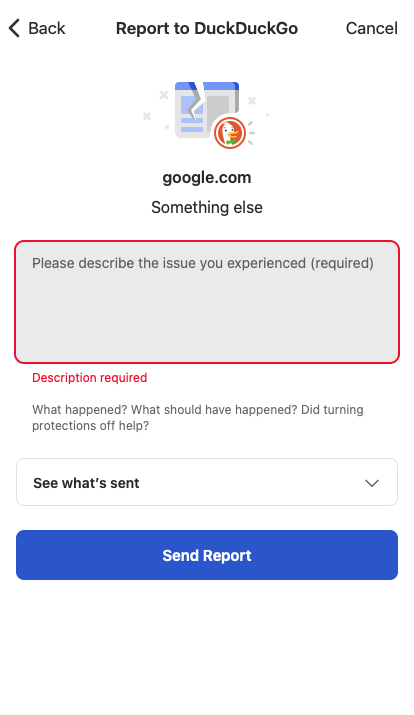 Back
Report to DuckDuckGo
Cancel
google.com
Something else
Please describe the issue you experienced (required)
Description required
What happened? What should have happened? Did turning
protections off help?
See what's sent
Send Report